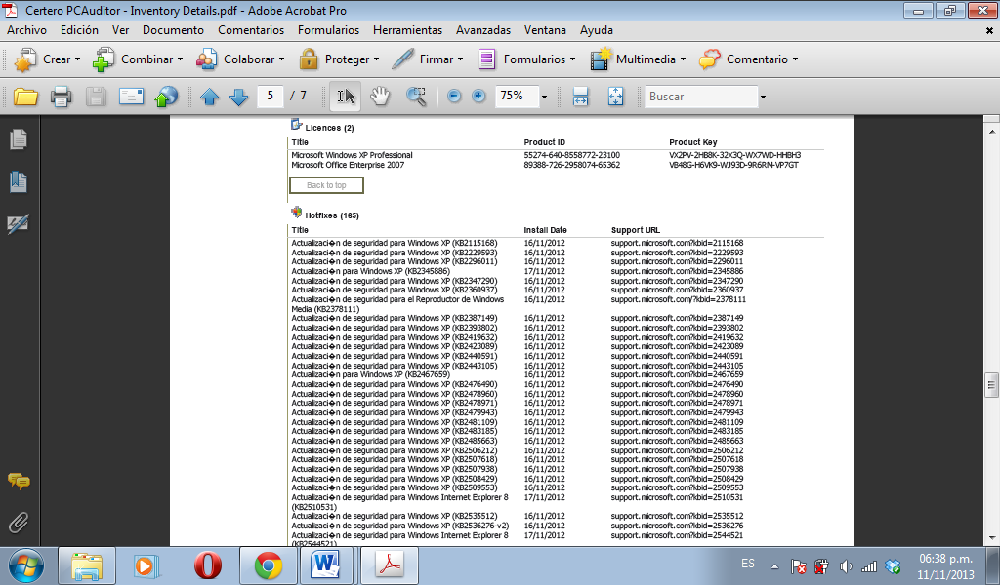 Certero PCAuditor - Inventory Details.pdf - Adobe Acrobat Pro
Archivo Edición Ver Documento Comentarios Formularios Herramientas Avanzadas Ventana Ayuda
Crear Combinar Colaborar Proteger Firmar Formularios Multimedia Comentario
5 / 7 75% Buscar
Licences (2)
Title Product ID Product Key
Microsoft Windows XP Professional 55274-640-8558772-23100 VX2PV-2HB8K-32X3Q-WX7WD-HHBH3
Microsoft Office Enterprise 2007 89388-726-2958074-65362 VB48G-H6VK9-WJ93D-9R6RM-VP7GT
Back to top
Hotfixes (165)
Title Install Date Support URL
Actualizaci�n de seguridad para Windows XP (KB2115168) 16/11/2012 support.microsoft.com?kbid=2115168
Actualizaci�n de seguridad para Windows XP (KB2229593) 16/11/2012 support.microsoft.com?kbid=2229593
Actualizaci�n de seguridad para Windows XP (KB2296011) 16/11/2012 support.microsoft.com?kbid=2296011
Actualizaci�n para Windows XP (KB2345886) 17/11/2012 support.microsoft.com?kbid=2345886
Actualizaci�n de seguridad para Windows XP (KB2347290) 16/11/2012 support.microsoft.com?kbid=2347290
Actualizaci�n de seguridad para Windows XP (KB2360937) 16/11/2012 support.microsoft.com?kbid=2360937
Actualizaci�n de seguridad para el Reproductor de Windows 16/11/2012 support.microsoft.com/?kbid=2378111
Media (KB2378111)
Actualizaci�n de seguridad para Windows XP (KB2387149) 16/11/2012 support.microsoft.com?kbid=2387149
Actualizaci�n de seguridad para Windows XP (KB2393802) 16/11/2012 support.microsoft.com?kbid=2393802
Actualizaci�n de seguridad para Windows XP (KB2419632) 16/11/2012 support.microsoft.com?kbid=2419632
Actualizaci�n de seguridad para Windows XP (KB2423089) 16/11/2012 support.microsoft.com?kbid=2423089
Actualizaci�n de seguridad para Windows XP (KB2440591) 16/11/2012 support.microsoft.com?kbid=2440591
Actualizaci�n de seguridad para Windows XP (KB2443105) 16/11/2012 support.microsoft.com?kbid=2443105
Actualizaci�n para Windows XP (KB2467659) 16/11/2012 support.microsoft.com?kbid=2467659
Actualizaci�n de seguridad para Windows XP (KB2476490) 16/11/2012 support.microsoft.com?kbid=2476490
Actualizaci�n de seguridad para Windows XP (KB2478960) 16/11/2012 support.microsoft.com?kbid=2478960
Actualizaci�n de seguridad para Windows XP (KB2478971) 16/11/2012 support.microsoft.com?kbid=2478971
Actualizaci�n de seguridad para Windows XP (KB2479943) 16/11/2012 support.microsoft.com?kbid=2479943
Actualizaci�n de seguridad para Windows XP (KB2481109) 16/11/2012 support.microsoft.com?kbid=2481109
Actualizaci�n de seguridad para Windows XP (KB2483185) 16/11/2012 support.microsoft.com?kbid=2483185
Actualizaci�n de seguridad para Windows XP (KB2485663) 16/11/2012 support.microsoft.com?kbid=2485663
Actualizaci�n de seguridad para Windows XP (KB2506212) 16/11/2012 support.microsoft.com?kbid=2506212
Actualizaci�n de seguridad para Windows XP (KB2507618) 16/11/2012 support.microsoft.com?kbid=2507618
Actualizaci�n de seguridad para Windows XP (KB2507938) 16/11/2012 support.microsoft.com?kbid=2507938
Actualizaci�n de seguridad para Windows XP (KB2508429) 16/11/2012 support.microsoft.com?kbid=2508429
Actualizaci�n de seguridad para Windows XP (KB2509553) 16/11/2012 support.microsoft.com?kbid=2509553
Actualizaci�n de seguridad para Windows Internet Explorer 8 17/11/2012 support.microsoft.com?kbid=2510531
(KB2510531)
Actualizaci�n de seguridad para Windows XP (KB2535512) 16/11/2012 support.microsoft.com?kbid=2535512
Actualizaci�n de seguridad para Windows XP (KB2536276-v2) 16/11/2012 support.microsoft.com?kbid=2536276
Actualizaci�n de seguridad para Windows Internet Explorer 8 17/11/2012 support.microsoft.com?kbid=2544521
(KB2544521)
ES 06:38 p.m.
11/11/2013